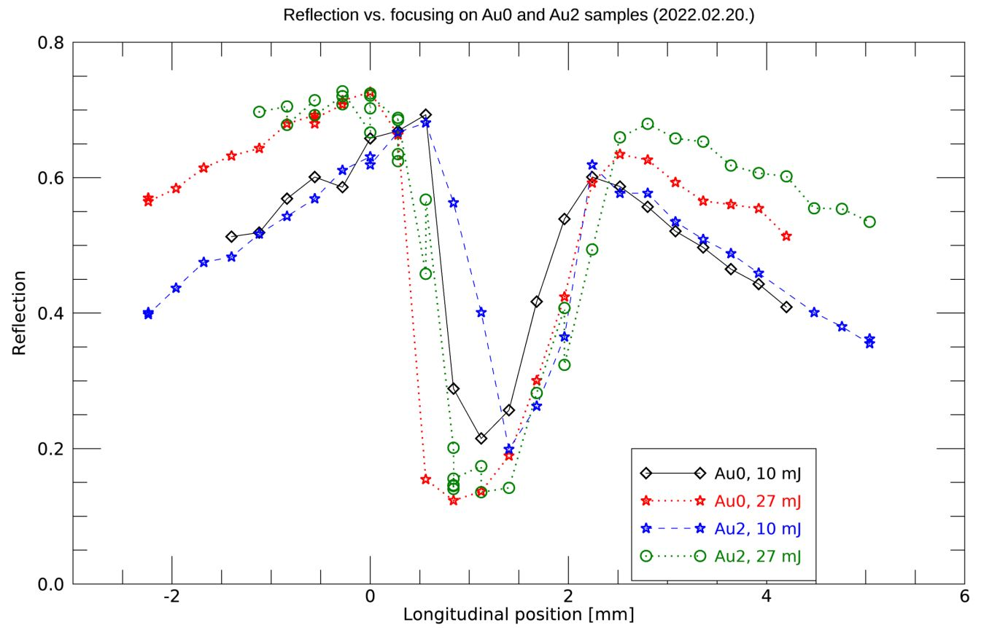 Reflection vs. focusing on Au0 and Au2 samples (2022.02.20.)
0.8
0.6
0.4
0.2
0.0
Reflection
-2
0
2
4
6
Longitudinal position [mm]
Au0, 10 mJ
Au0, 27 mJ
Au2, 10 mJ
Au2, 27 mJ